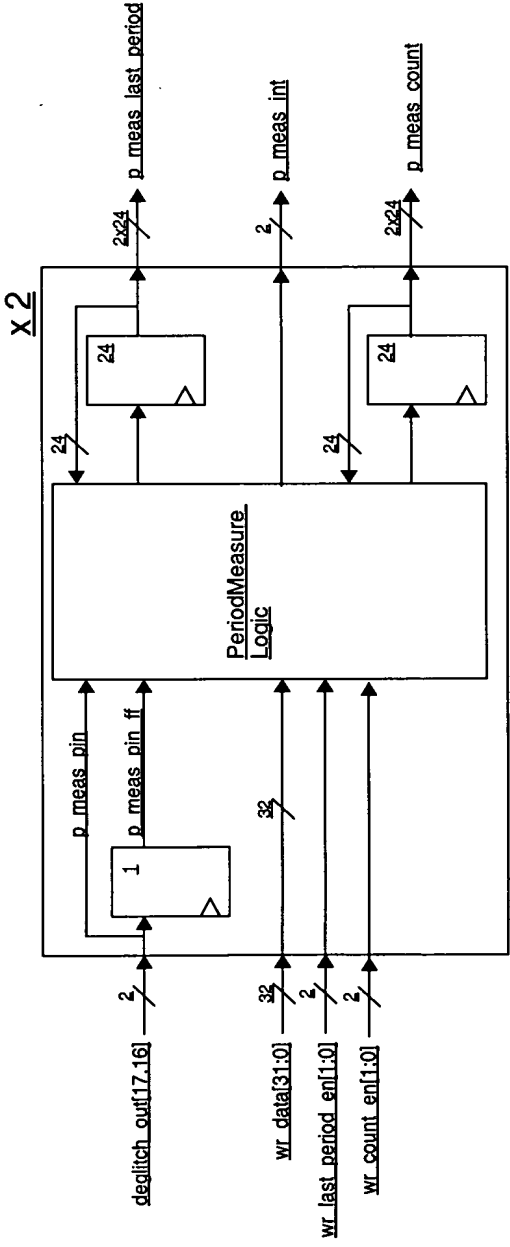 x 2
deglitch_out[17,16]
2
p_meas_pin
1
p_meas_pin_ff
wr_data[31:0]
32
32
wr_last_period_en[1:0]
2
wr_count_en[1:0]
2
PeriodMeasure
Logic
24
24
2x24
p_meas_last_period
2
p_meas_int
24
24
2x24
p_meas_count